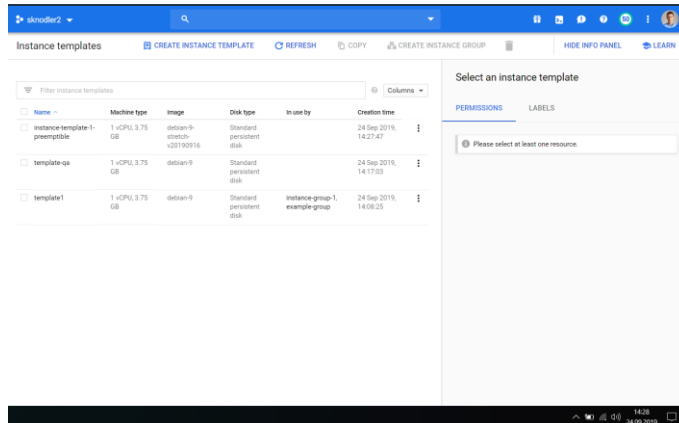 sknodler2
50
Instance templates
CREATE INSTANCE TEMPLATE
REFRESH
COPY
CREATE INSTANCE GROUP
HIDE INFO PANEL
LEARN
Filter instance templates
Columns
Name
Machine type
Image
Disk type
In use by
Creation time
instance-template-1-
preemptible
1 vCPU, 3.75
GB
debian-9-
stretch-
v20190916
Standard
persistent
disk
24 Sep 2019,
14:27:47
template-qa
1 vCPU, 3.75
GB
debian-9
Standard
persistent
disk
24 Sep 2019,
14:17:03
template1
1 vCPU, 3.75
GB
debian-9
Standard
persistent
disk
instance-group-1,
example-group
24 Sep 2019,
14:08:25
Select an instance template
PERMISSIONS
LABELS
Please select at least one resource.
14:28
24.09.2019